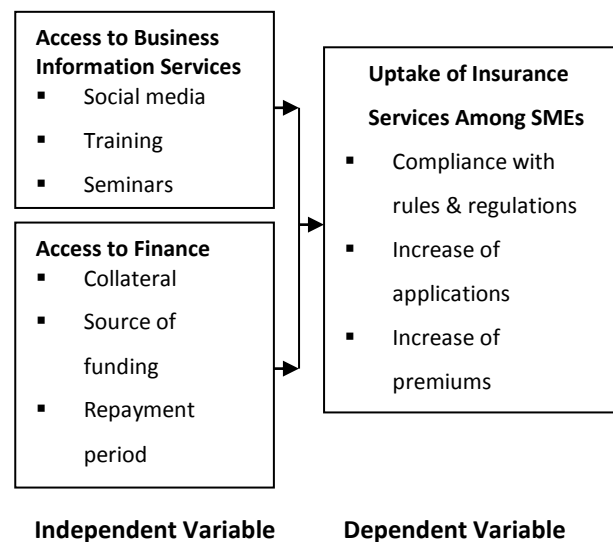 Access to Business
Information Services
▪ Social media
▪ Training
▪ Seminars
Access to Finance
▪ Collateral
▪ Source of
funding
▪ Repayment
period
Uptake of Insurance
Services Among SMEs
▪ Compliance with
rules & regulations
▪ Increase of
applications
▪ Increase of
premiums
Independent Variable
Dependent Variable